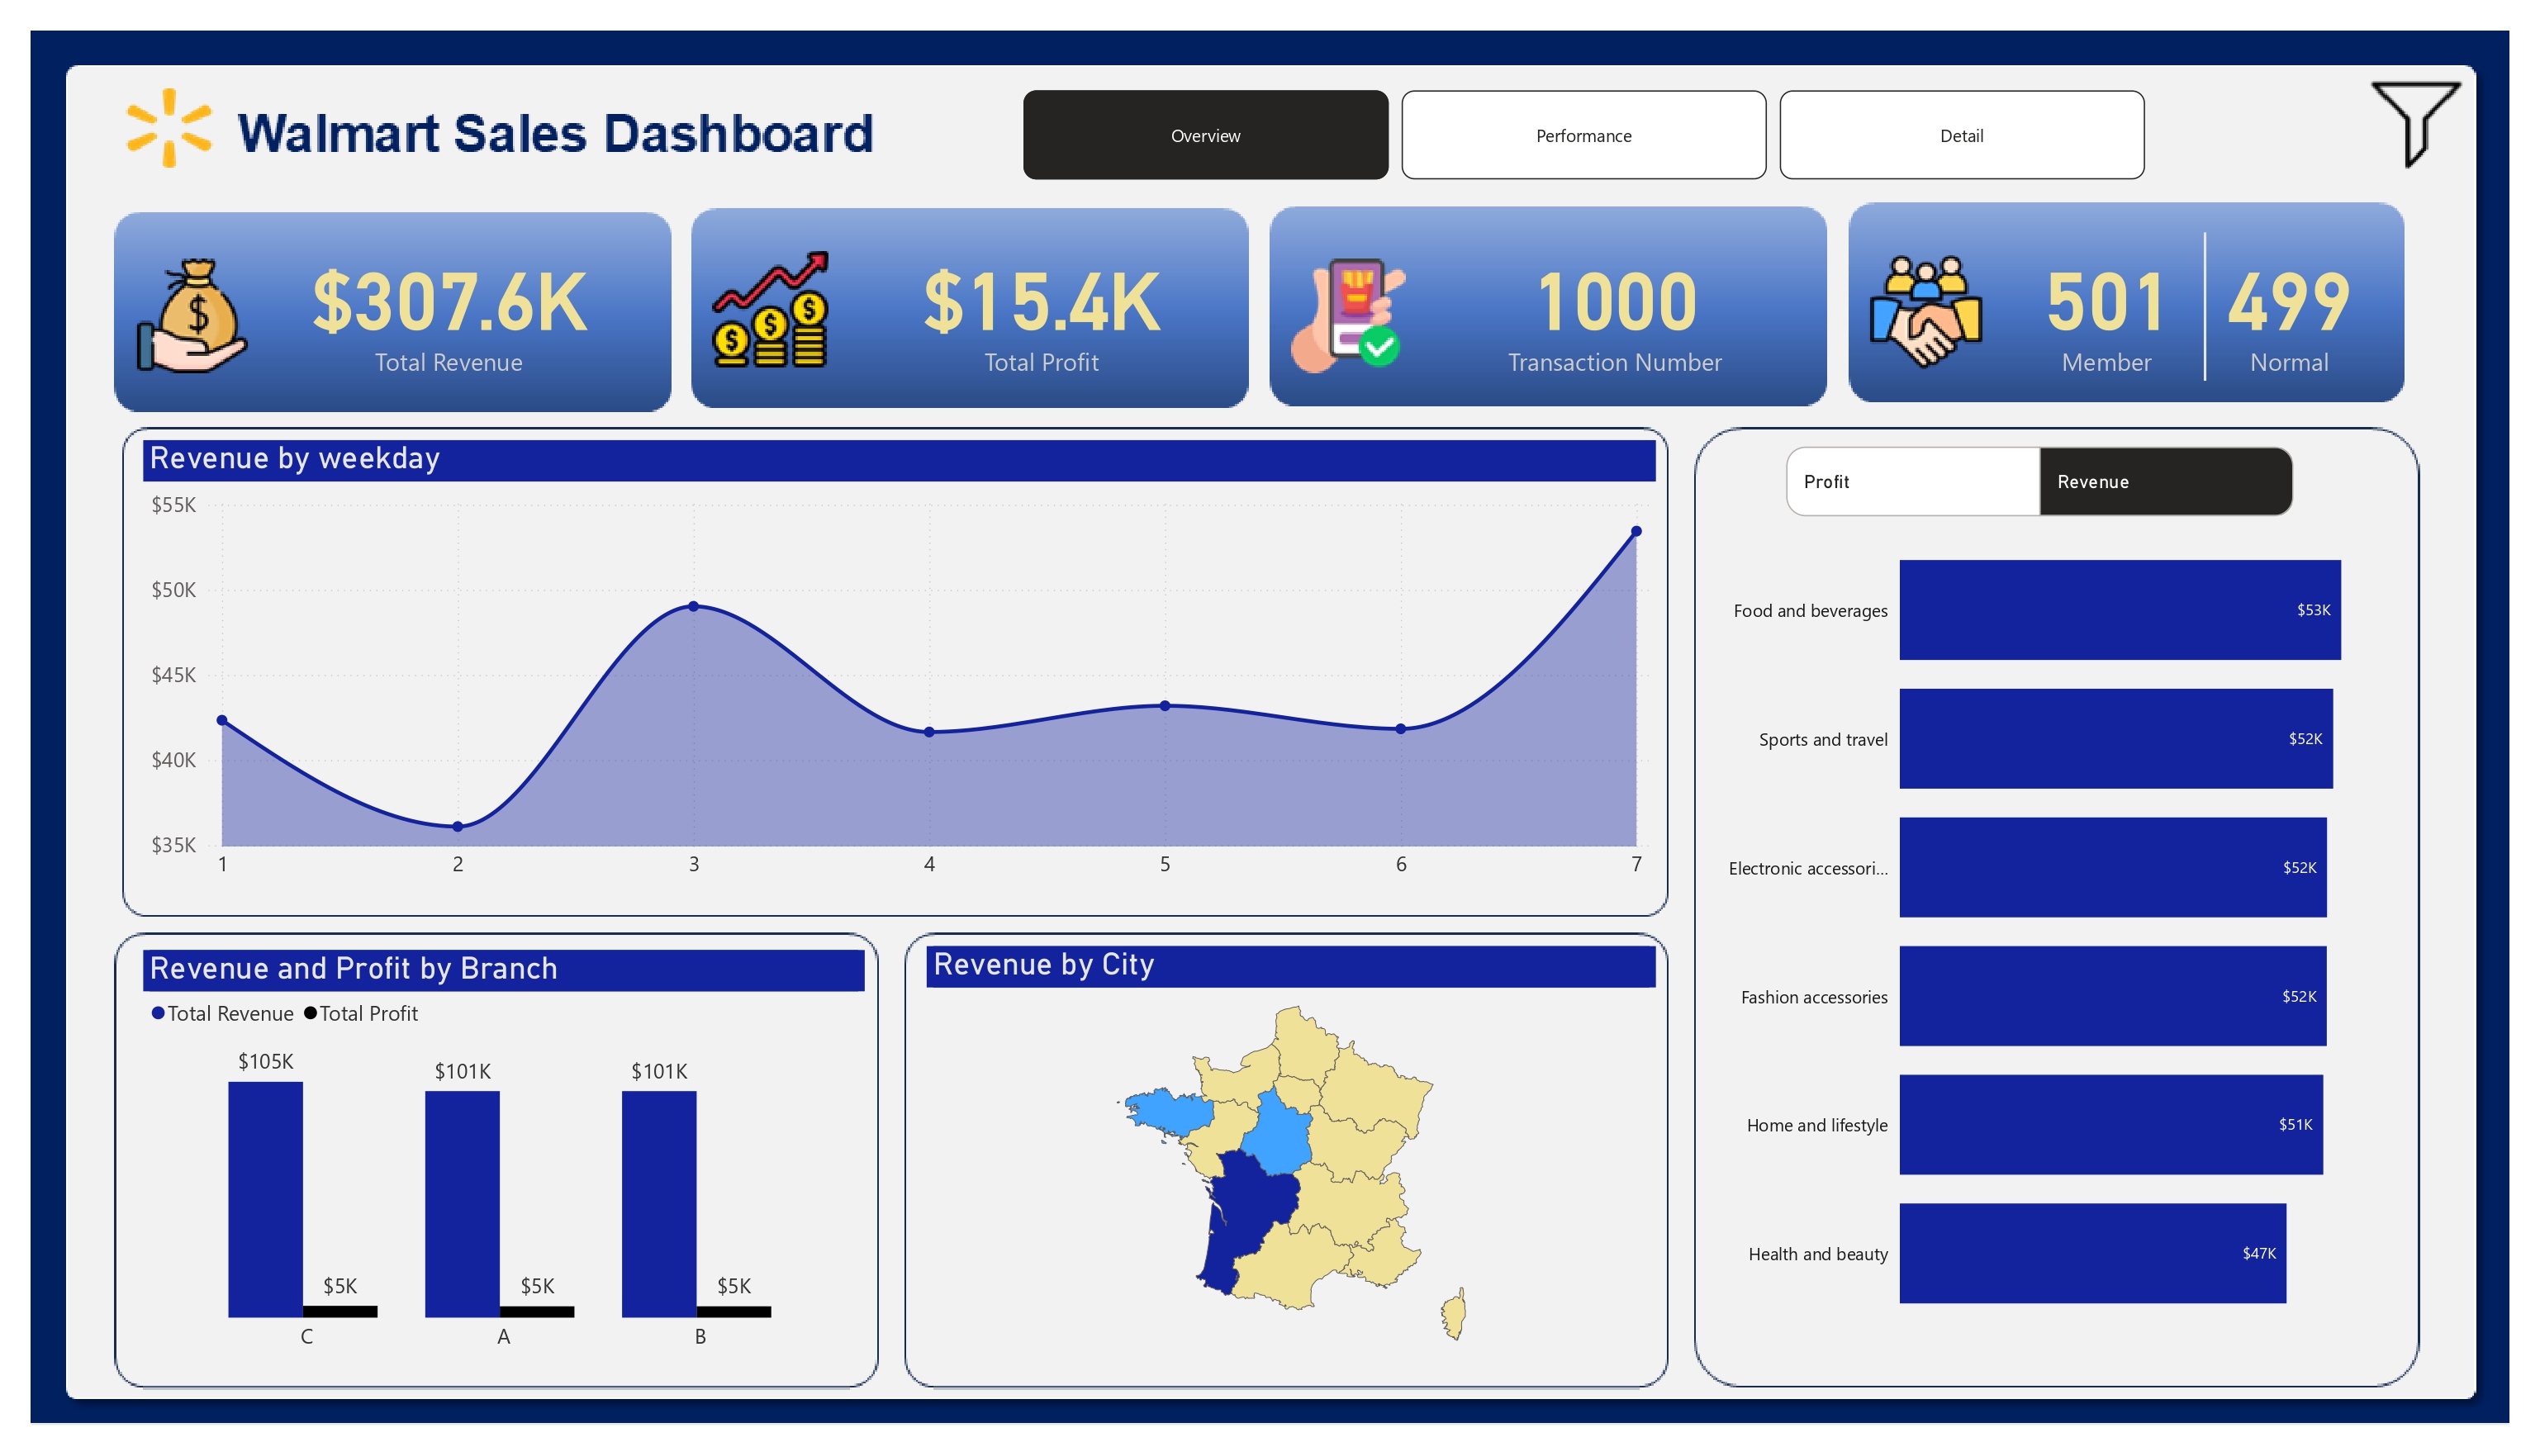 Walmart Sales Dashboard
Overview
Performance
Detail
$307.6K
Total Revenue
$15.4K
Total Profit
1000
Transaction Number
501
Member
499
Normal
Revenue by weekday
$55K
$50K
$45K
$40K
$35K
1 2 3 4 5 6 7
Profit
Revenue
Food and beverages $53K
Sports and travel $52K
Electronic accessori... $52K
Fashion accessories $52K
Home and lifestyle $51K
Health and beauty $47K
Revenue and Profit by Branch
Total Revenue Total Profit
$105K $101K $101K
$5K $5K $5K
C A B
Revenue by City